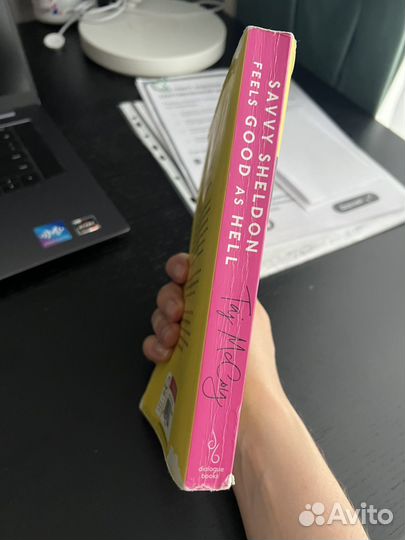 SAVVY SHELDON
FEELS GOOD AS HELL
Taj McCoy
dialogue
books
Avito